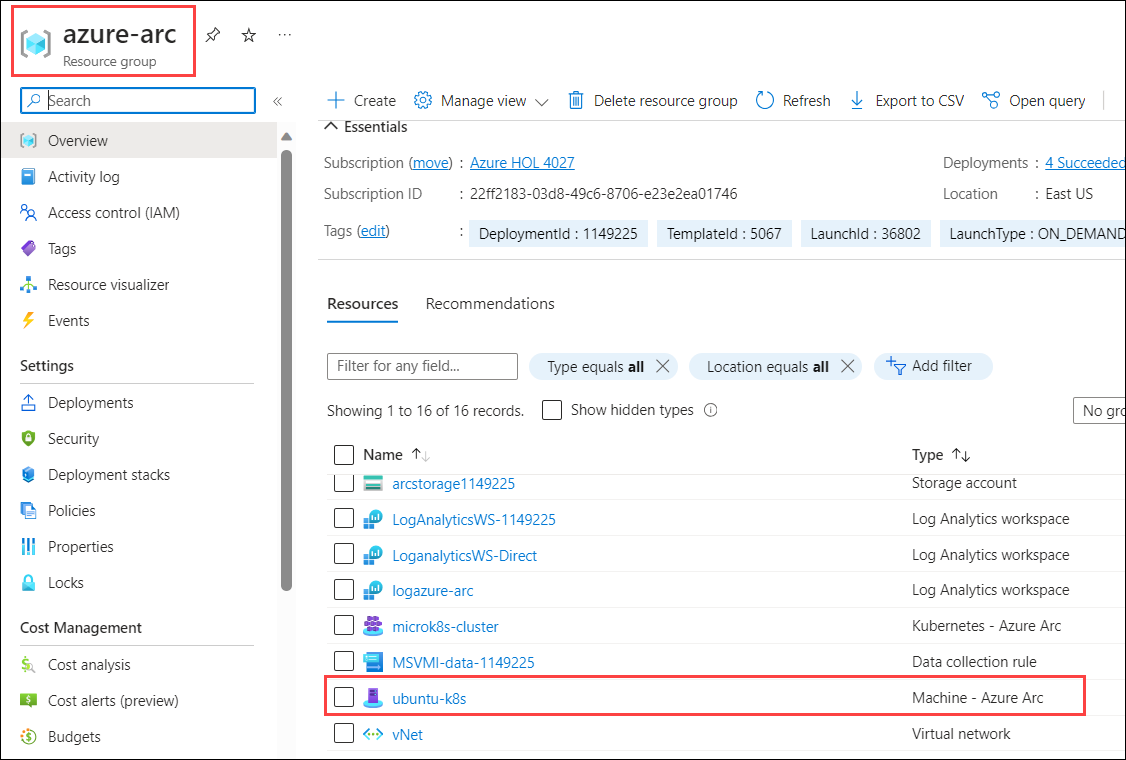 azure-arc
Resource group
Search
Overview
Activity log
Access control (IAM)
Tags
Resource visualizer
Events
Settings
Deployments
Security
Deployment stacks
Policies
Properties
Locks
Cost Management
Cost analysis
Cost alerts (preview)
Budgets
Create Manage view Delete resource group Refresh Export to CSV Open query
Essentials
Subscription (move) : Azure HOL 4027 Deployments : 4 Succeeded
Subscription ID : 22ff2183-03d8-49c6-8706-e23e2ea01746 Location : East US
Tags (edit) : DeploymentId : 1149225 TemplateId : 5067 LaunchId : 36802 LaunchType : ON_DEMAND
Resources Recommendations
Filter for any field... Type equals all Location equals all Add filter
Showing 1 to 16 of 16 records. Show hidden types No gro
Name Type
arcstorage1149225 Storage account
LogAnalyticsWS-1149225 Log Analytics workspace
LoganalyticsWS-Direct Log Analytics workspace
logazure-arc Log Analytics workspace
microk8s-cluster Kubernetes - Azure Arc
MSVMI-data-1149225 Data collection rule
ubuntu-k8s Machine - Azure Arc
vNet Virtual network